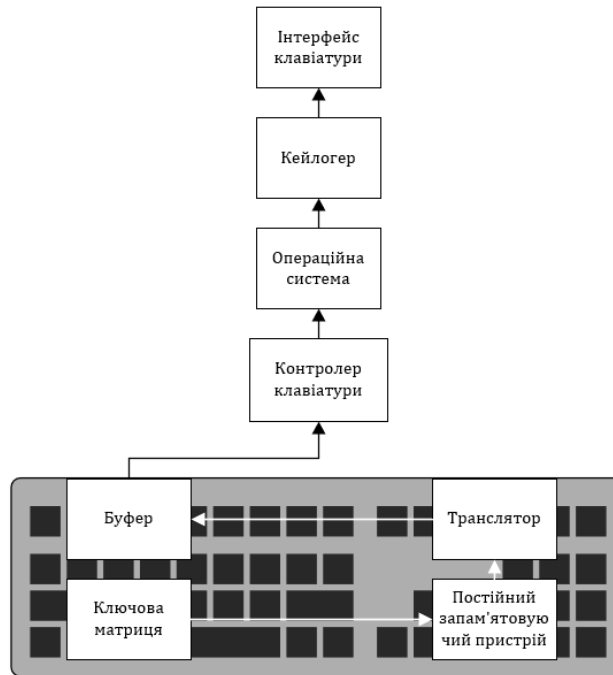 Інтерфейс
клавіатури
Кейлогер
Операційна
система
Контролер
клавіатури
Буфер
Транслятор
Ключова
матриця
Постійний
запам'ятовую
чий пристрій